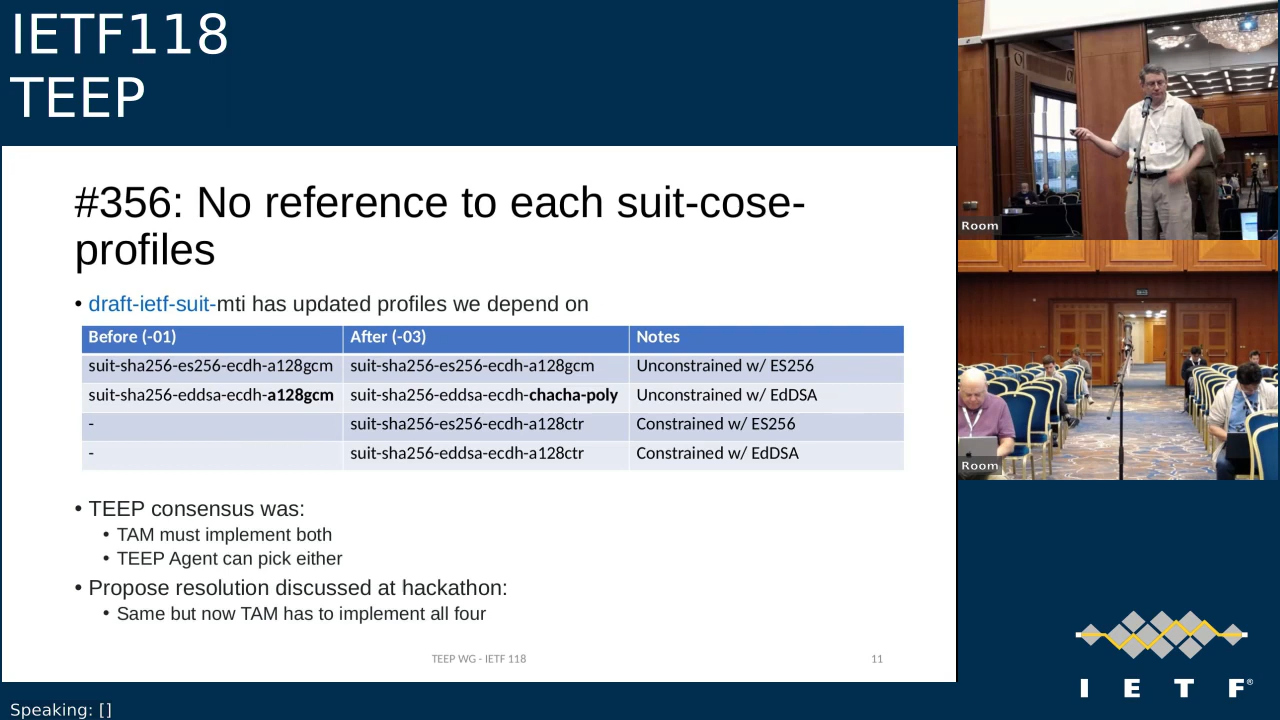 IETF118
TEEP
#356: No reference to each suit-cose-
profiles
• draft-ietf-suit-mti has updated profiles we depend on
Before (-01) After (-03) Notes
suit-sha256-es256-ecdh-a128gcm suit-sha256-es256-ecdh-a128gcm Unconstrained w/ ES256
suit-sha256-eddsa-ecdh-a128gcm suit-sha256-eddsa-ecdh-chacha-poly Unconstrained w/ EdDSA
- suit-sha256-es256-ecdh-a128ctr Constrained w/ ES256
- suit-sha256-eddsa-ecdh-a128ctr Constrained w/ EdDSA
• TEEP consensus was:
• TAM must implement both
• TEEP Agent can pick either
• Propose resolution discussed at hackathon:
• Same but now TAM has to implement all four
TEEP WG - IETF 118 11
Room
Room
I E T F®
Speaking: []